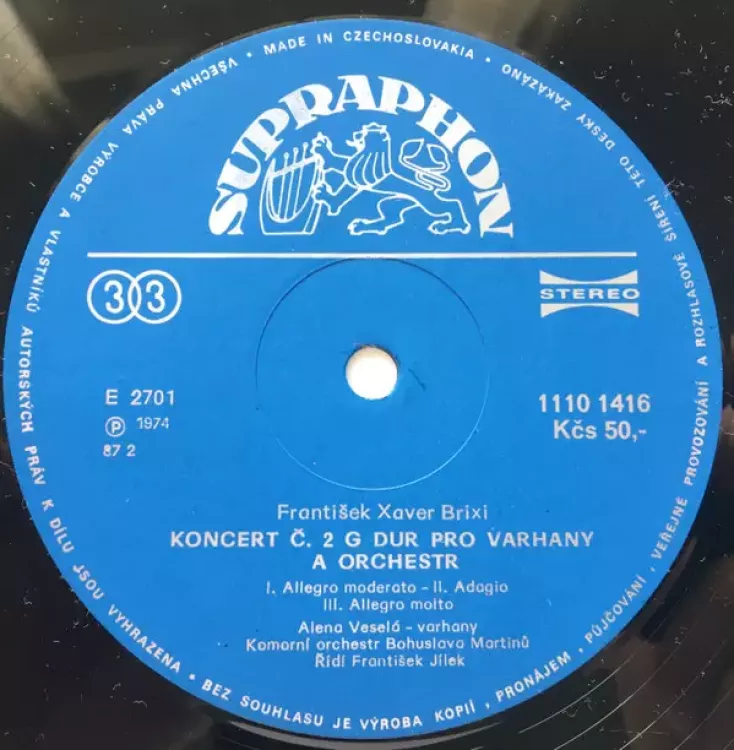 VŠECHNA PRÁVA VÝROBCE A VLASTNÍKŮ AUTORSKÝCH PRÁV K DÍLU JSOU VYHRAZENA • BEZ SOUHLASU JE VÝROBA KOPIÍ, PRONÁJEM, PŮJČOVÁNÍ, VEŘEJNÉ PROVOZOVÁNÍ A ROZHLASOVÉ ŠÍŘENÍ TÉTO DESKY ZAKÁZÁNO • MADE IN CZECHOSLOVAKIA •
SUPRAPHON
33
STEREO
E 2701
Ⓟ 1974
87 2
1110 1416
Kčs 50,-
František Xaver Brixi
KONCERT Č. 2 G DUR PRO VARHANY
A ORCHESTR
I. Allegro moderato – II. Adagio
III. Allegro molto
Alena Veselá – varhany
Komorní orchestr Bohuslava Martinů
Řídí František Jílek